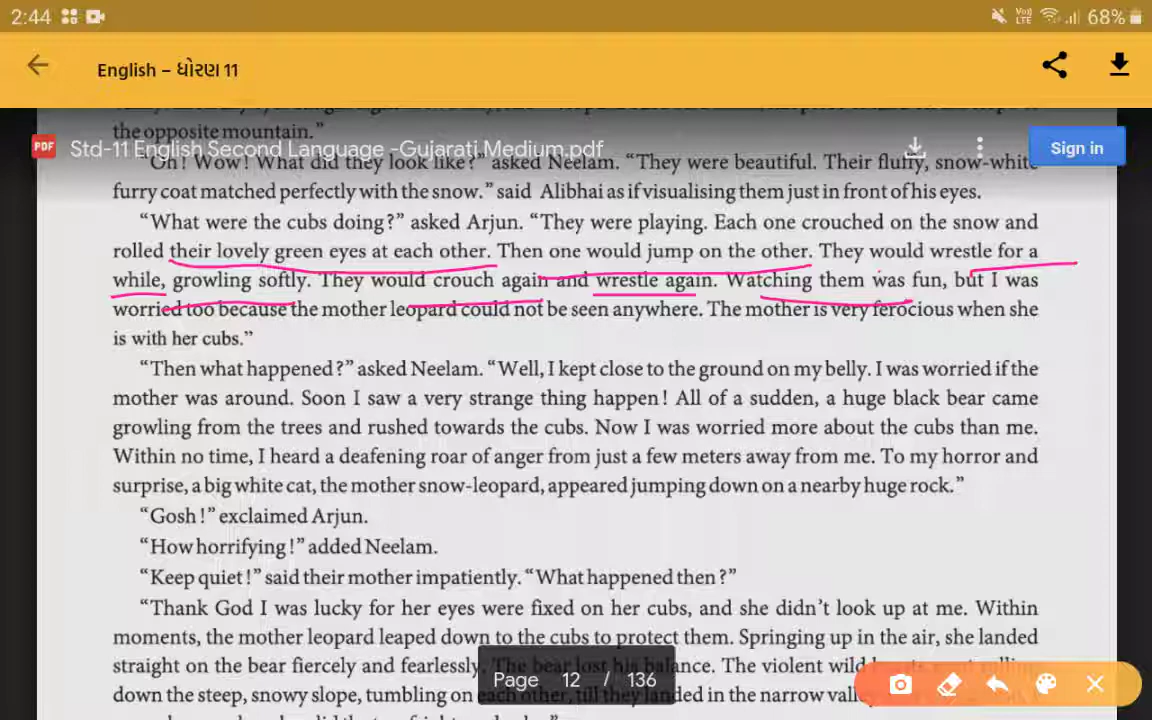 2:44 Vo) LTE 68%
English – ધોરણ 11
the opposite mountain.”
PDF Std-11 English Second Language -Gujarati Medium.pdf Sign in
“Oh! Wow! What did they look like?” asked Neelam. “They were beautiful. Their fluffy, snow-white
furry coat matched perfectly with the snow.” said Alibhai as if visualising them just in front of his eyes.
“What were the cubs doing?” asked Arjun. “They were playing. Each one crouched on the snow and
rolled their lovely green eyes at each other. Then one would jump on the other. They would wrestle for a
while, growling softly. They would crouch again and wrestle again. Watching them was fun, but I was
worried too because the mother leopard could not be seen anywhere. The mother is very ferocious when she
is with her cubs.”
“Then what happened?” asked Neelam. “Well, I kept close to the ground on my belly. I was worried if the
mother was around. Soon I saw a very strange thing happen! All of a sudden, a huge black bear came
growling from the trees and rushed towards the cubs. Now I was worried more about the cubs than me.
Within no time, I heard a deafening roar of anger from just a few meters away from me. To my horror and
surprise, a big white cat, the mother snow-leopard, appeared jumping down on a nearby huge rock.”
“Gosh!” exclaimed Arjun.
“How horrifying!” added Neelam.
“Keep quiet!” said their mother impatiently. “What happened then?”
“Thank God I was lucky for her eyes were fixed on her cubs, and she didn’t look up at me. Within
moments, the mother leopard leaped down to the cubs to protect them. Springing up in the air, she landed
straight on the bear fiercely and fearlessly. The bear lost his balance. The violent wild
down the steep, snowy slope, tumbling on each other, till they landed in the narrow
Page 12 / 136